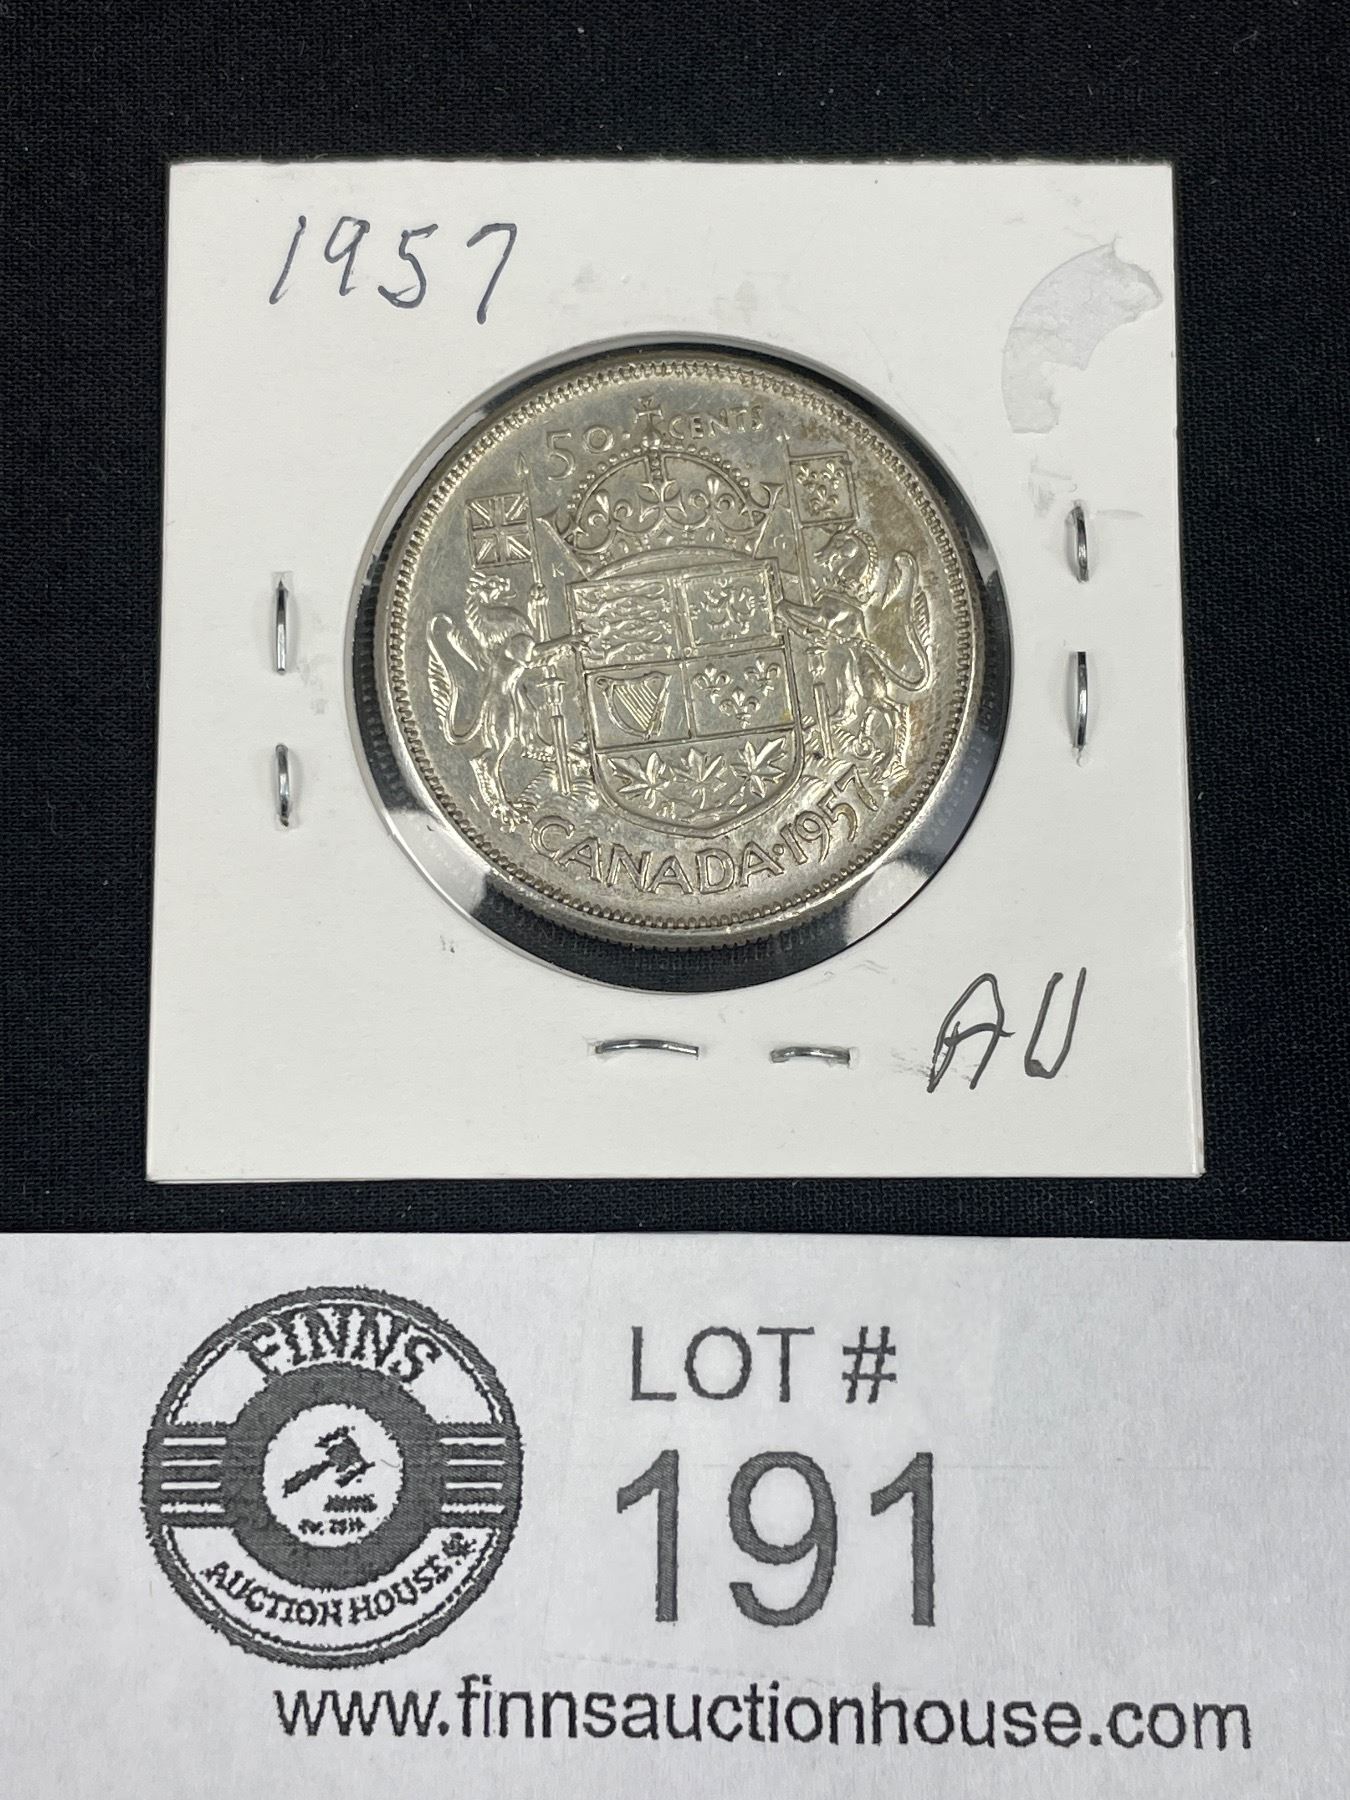 1957
50 CENTS
CANADA • 1957
AU
FINNS
AUCTION HOUSE
LOT #
191
www.finnsauctionhouse.com